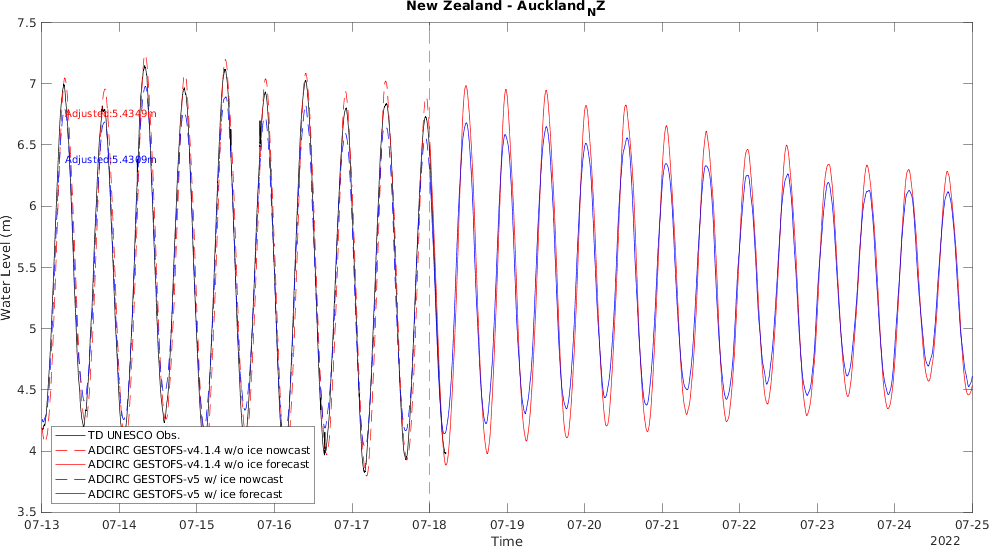 New Zealand - Auckland_NZ
7.5
7
6.5
6
5.5
5
4.5
4
3.5
Water Level (m)
Adjusted:5.4349m
Adjusted:5.4309m
TD UNESCO Obs.
ADCIRC GESTOFS-v4.1.4 w/o ice nowcast
ADCIRC GESTOFS-v4.1.4 w/o ice forecast
ADCIRC GESTOFS-v5 w/ ice nowcast
ADCIRC GESTOFS-v5 w/ ice forecast
07-13 07-14 07-15 07-16 07-17 07-18 07-19 07-20 07-21 07-22 07-23 07-24 07-25
Time
2022